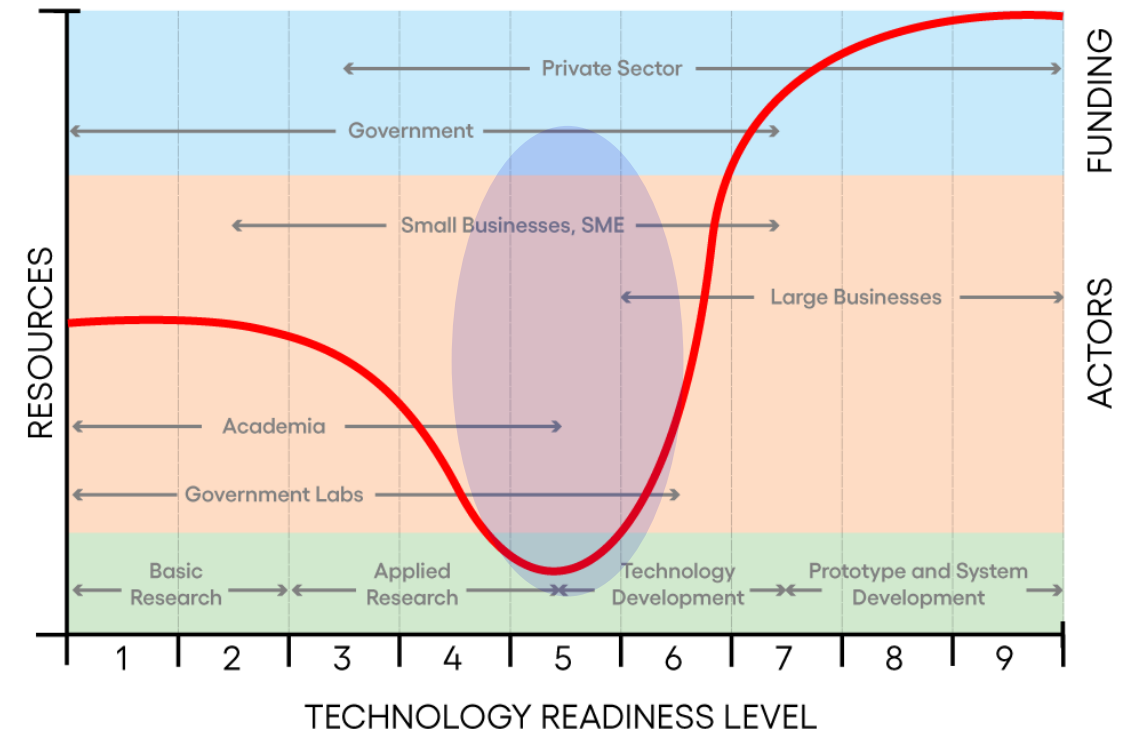 Private Sector
Government
FUNDING
Small Businesses, SME
Large Businesses
RESOURCES
ACTORS
Academia
Government Labs
Basic
Research
Applied
Research
Technology
Development
Prototype and System
Development
1 2 3 4 5 6 7 8 9
TECHNOLOGY READINESS LEVEL